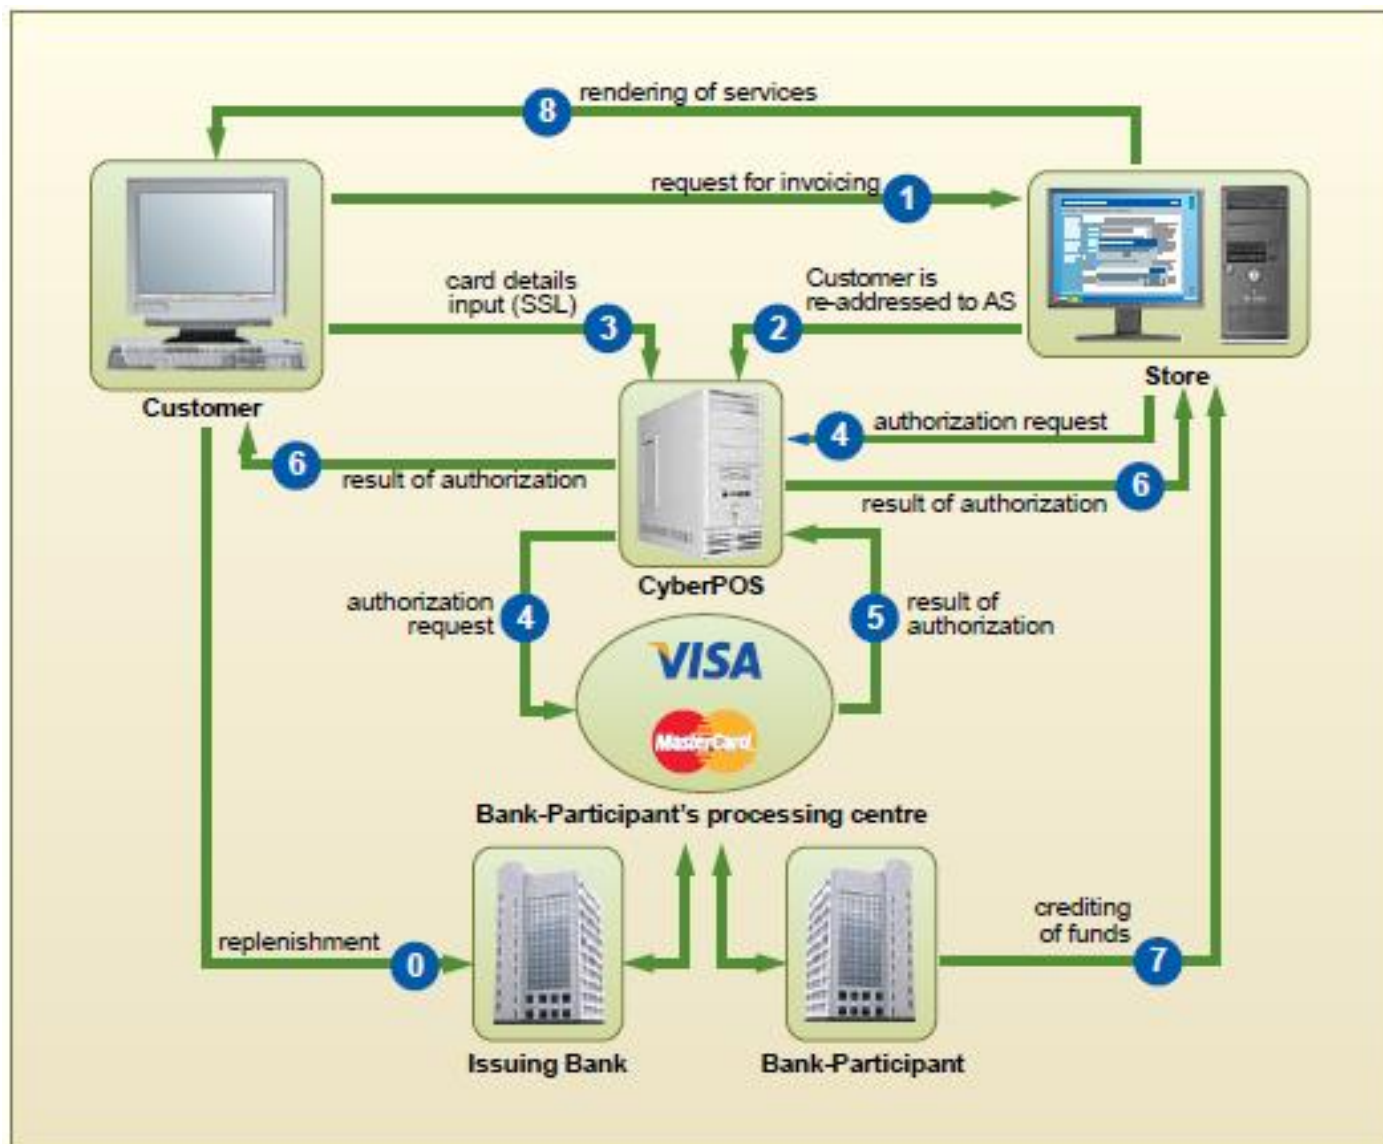 8
rendering of services
request for invoicing
1
card details
input (SSL)
3
Customer is
re-addressed to AS
2
Customer
Store
authorization request
4
6
result of authorization
6
result of authorization
CyberPOS
authorization
request
4
5
result of
authorization
VISA
MasterCard
Bank-Participant's processing centre
replenishment
0
crediting
of funds
7
Issuing Bank
Bank-Participant